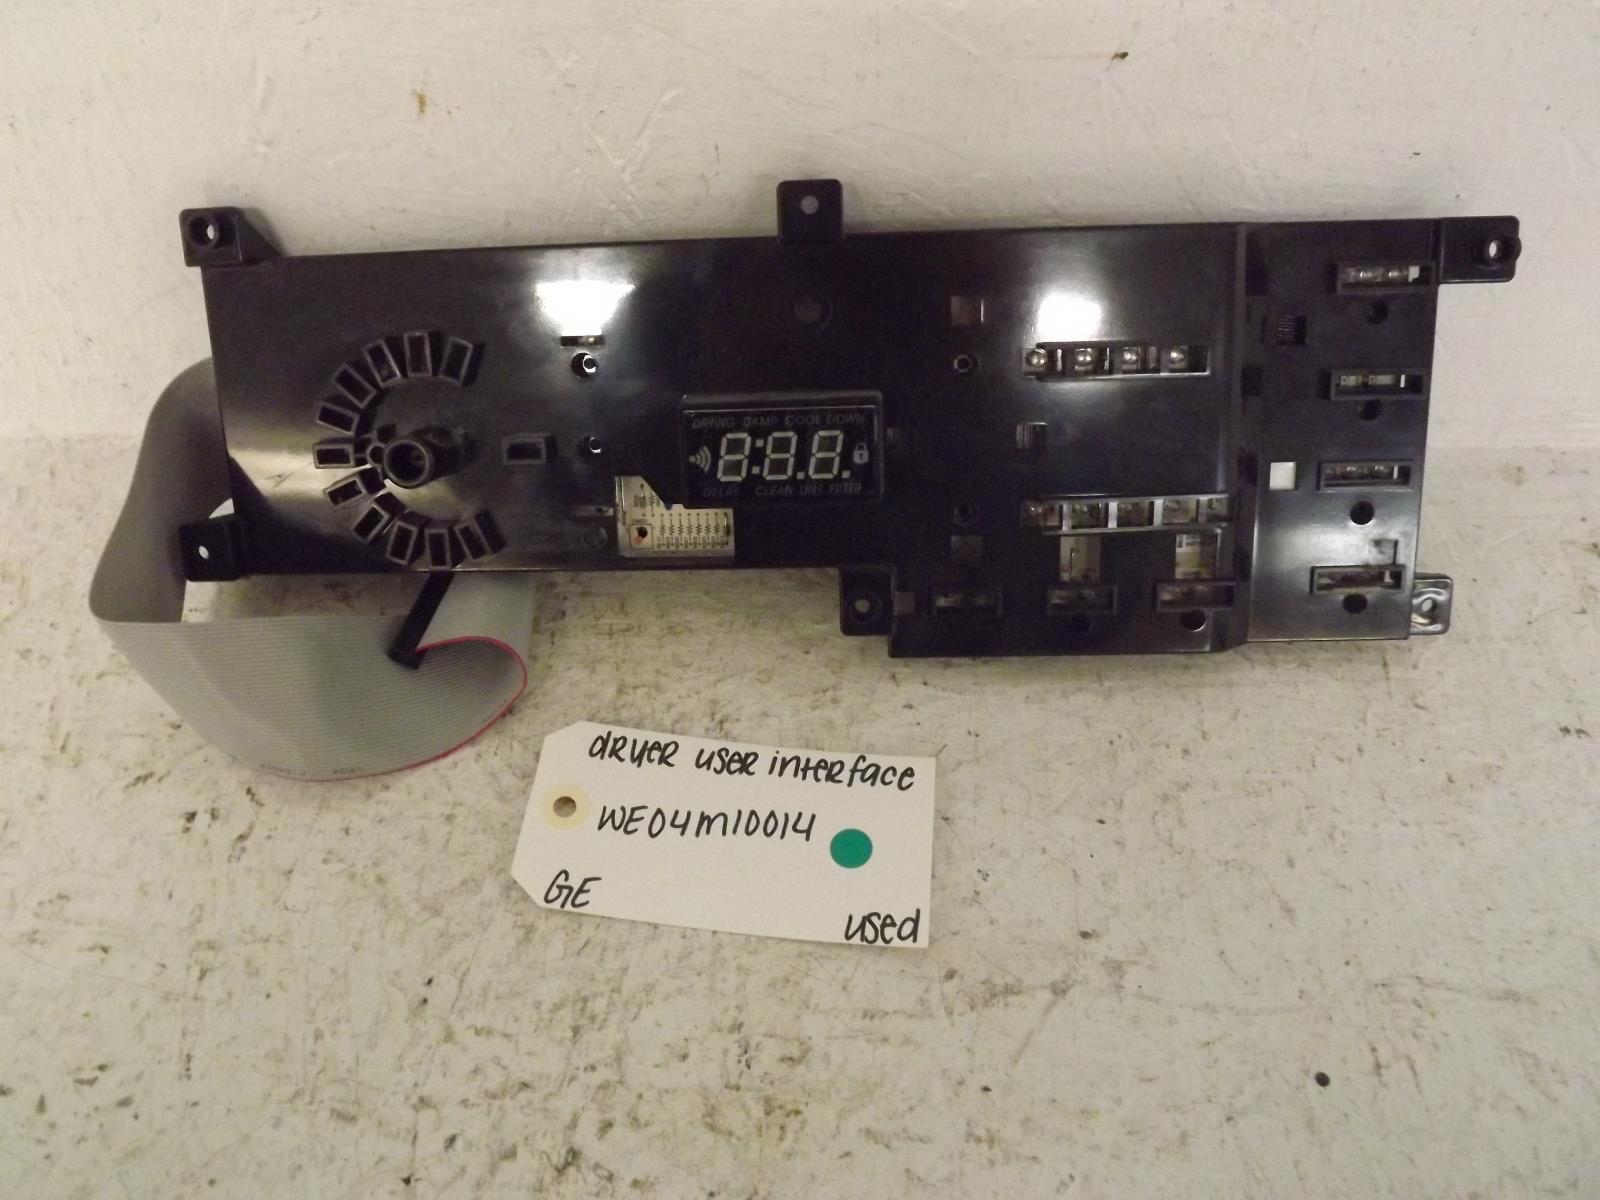 DRYING DAMP COOL DOWN
8:8.8.
DELAY CLEAN LINT FILTER
dryer user interface
WE04M10014
GE
used